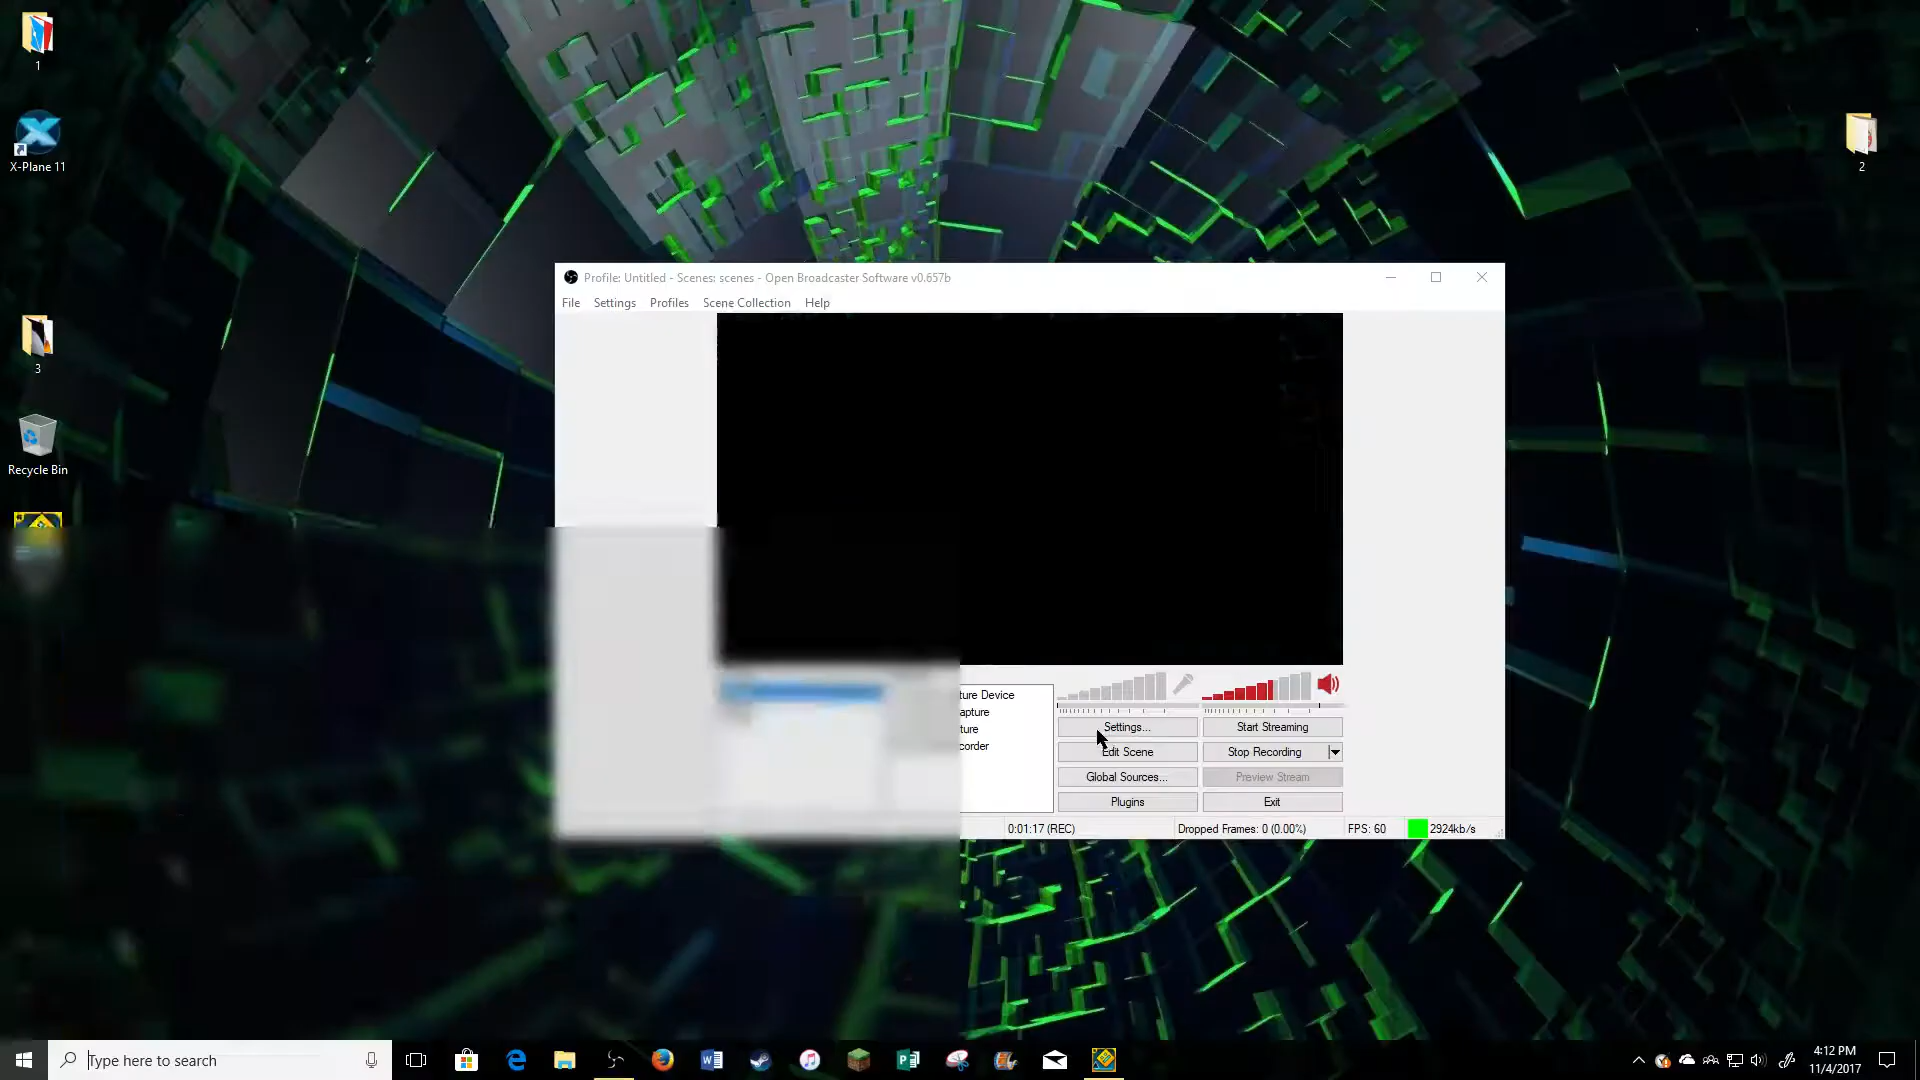 1
X-Plane 11
2
3
Recycle Bin
Profile: Untitled - Scenes: scenes - Open Broadcaster Software v0.657b
File Settings Profiles Scene Collection Help
ture Device
apture
ture
corder
Settings... Start Streaming
Edit Scene Stop Recording
Global Sources... Preview Stream
Plugins Exit
0:01:17 (REC) Dropped Frames: 0 (0.00%) FPS: 60 2924kb/s
Type here to search
4:12 PM
11/4/2017